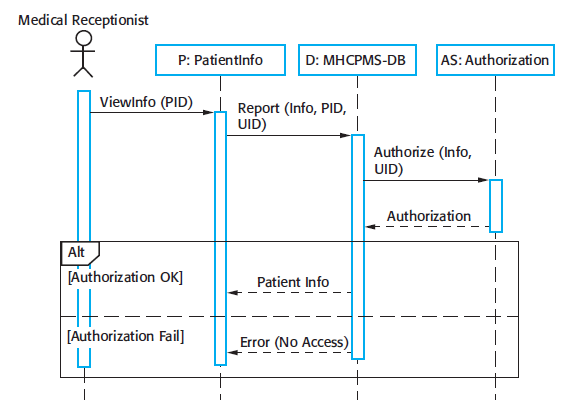 Medical Receptionist
P: PatientInfo
D: MHCPMS-DB
AS: Authorization
ViewInfo (PID)
Report (Info, PID,
UID)
Authorize (Info,
UID)
Authorization
Alt
[Authorization OK]
Patient Info
[Authorization Fail]
Error (No Access)